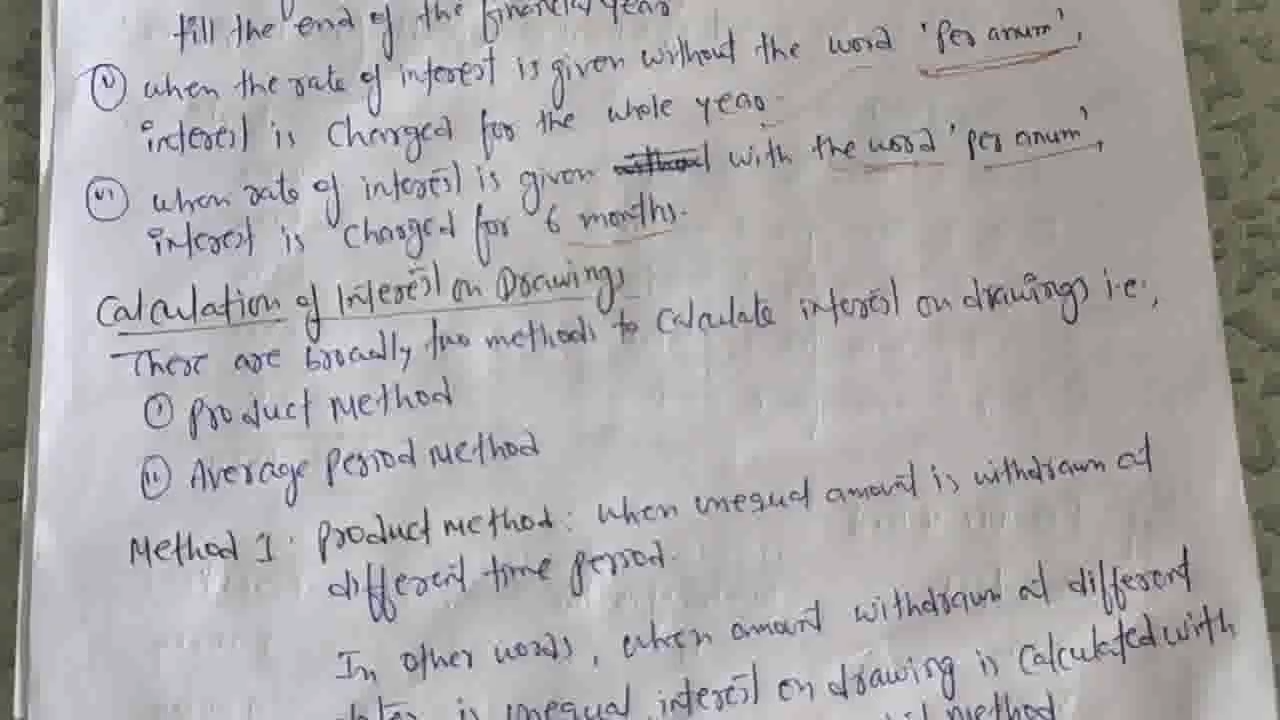 till the end of the financial year
(v) when the rate of interest is given without the word 'Per anum',
interest is charged for the whole year.
(vi) when rate of interest is given with the word 'per anum',
interest is charged for 6 months.
Calculation of Interest on Drawings
There are broadly two methods to calculate interest on drawings i.e.,
(i) Product Method
(ii) Average Period Method
Method 1: Product method: when unequal amount is withdrawn at
different time period.
In other words, when amount withdrawn at different
is unequal interest on drawing is calculated with
method